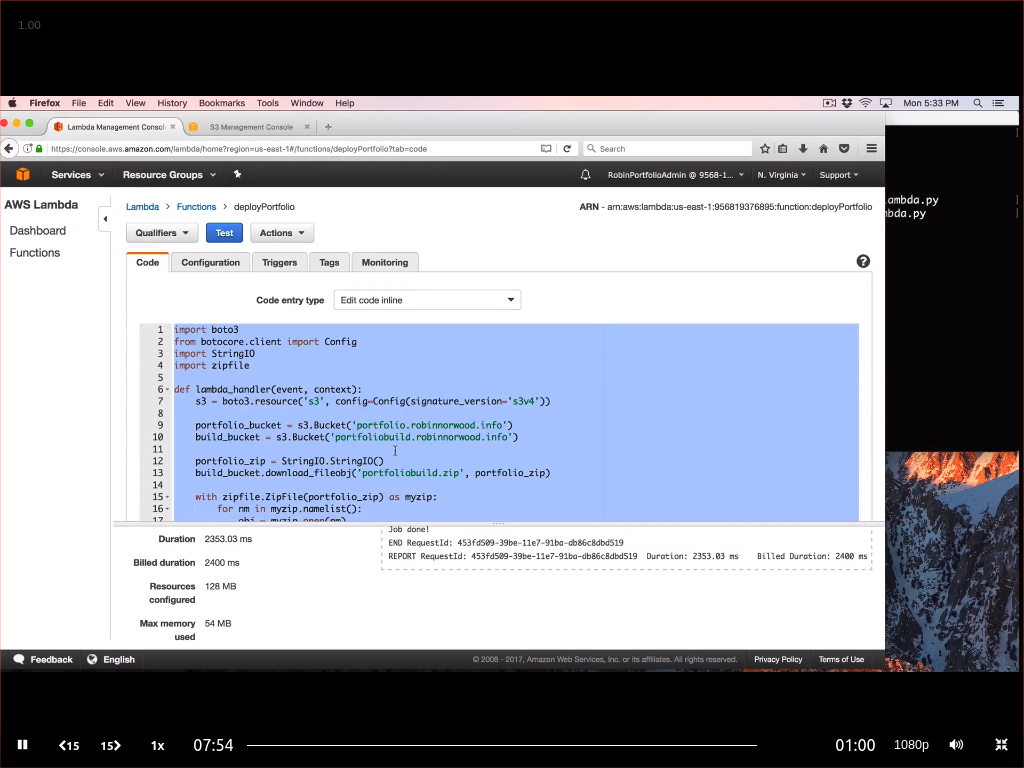 1.00
Firefox File Edit View History Bookmarks Tools Window Help Mon 5:33 PM
Lambda Management Consol × S3 Management Console × +
https://console.aws.amazon.com/lambda/home?region=us-east-1#/functions/deployPortfolio?tab=code Search
Services Resource Groups RobinPortfolioAdmin @ 9568-1... N. Virginia Support
AWS Lambda
Dashboard
Functions
Lambda > Functions > deployPortfolio ARN - arn:aws:lambda:us-east-1:956819376895:function:deployPortfolio
Qualifiers Test Actions
Code Configuration Triggers Tags Monitoring
Code entry type Edit code inline
1 import boto3
2 from botocore.client import Config
3 import StringIO
4 import zipfile
5
6 def lambda_handler(event, context):
7 s3 = boto3.resource('s3', config=Config(signature_version='s3v4'))
8
9 portfolio_bucket = s3.Bucket('portfolio.robinnorwood.info')
10 build_bucket = s3.Bucket('portfoliobuild.robinnorwood.info')
11
12 portfolio_zip = StringIO.StringIO()
13 build_bucket.download_fileobj('portfoliobuild.zip', portfolio_zip)
14
15 with zipfile.ZipFile(portfolio_zip) as myzip:
16 for nm in myzip.namelist():
17 obj = myzip.open(nm)
ambda.py ]
bda.py ]
]
Duration 2353.03 ms
Billed duration 2400 ms
Resources configured 128 MB
Max memory used 54 MB
Job done!
END RequestId: 453fd509-39be-11e7-91ba-db86c8dbd519
REPORT RequestId: 453fd509-39be-11e7-91ba-db86c8dbd519 Duration: 2353.03 ms Billed Duration: 2400 ms
Feedback English © 2008 - 2017, Amazon Web Services, Inc. or its affiliates. All rights reserved. Privacy Policy Terms of Use
15 15 1x 07:54 01:00 1080p